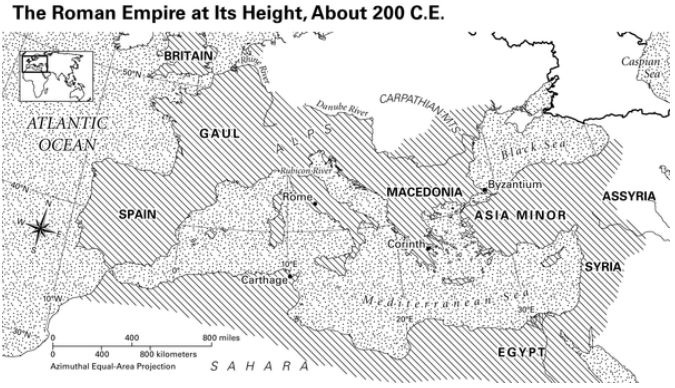 The Roman Empire at Its Height, About 200 C.E.
BRITAIN
Rhine River
Caspian
Sea
50°N
Danube River
CARPATHIAN MTS.
ATLANTIC
OCEAN
GAUL
ALPS
Black Sea
Rubicon River
40°N
N
W
E
S
Rome
MACEDONIA
Byzantium
ASSYRIA
SPAIN
ASIA MINOR
Corinth
10°E
0°
Carthage
SYRIA
10°W
Mediterranean Sea
20°E
30°E
30°N
0 400 800 miles
0 400 800 kilometers
Azimuthal Equal-Area Projection
SAHARA
EGYPT